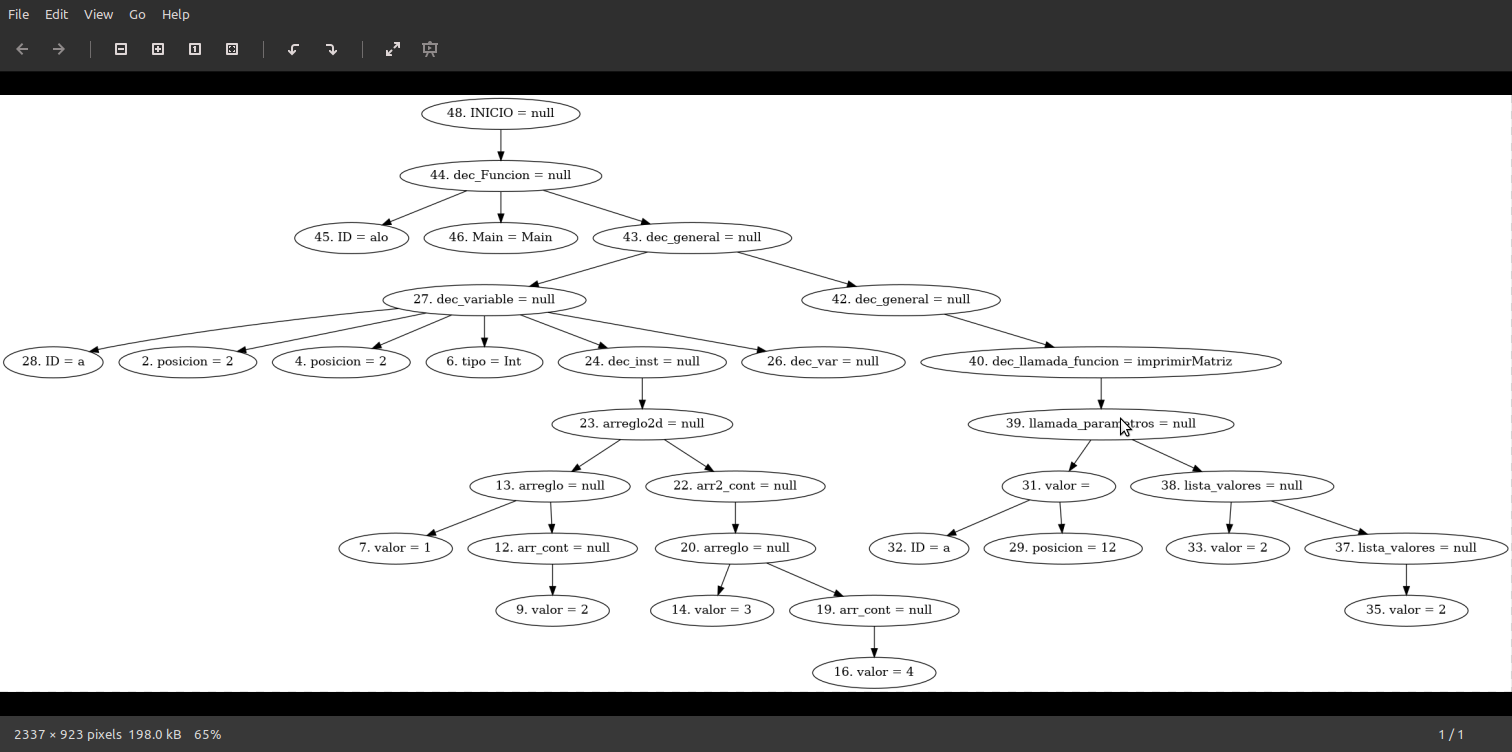 File Edit View Go Help
48. INICIO = null
44. dec_Funcion = null
45. ID = alo
46. Main = Main
43. dec_general = null
27. dec_variable = null
42. dec_general = null
28. ID = a
2. posicion = 2
4. posicion = 2
6. tipo = Int
24. dec_inst = null
26. dec_var = null
40. dec_llamada_funcion = imprimirMatriz
23. arreglo2d = null
39. llamada_parametros = null
13. arreglo = null
22. arr2_cont = null
31. valor =
38. lista_valores = null
7. valor = 1
12. arr_cont = null
20. arreglo = null
32. ID = a
29. posicion = 12
33. valor = 2
37. lista_valores = null
9. valor = 2
14. valor = 3
19. arr_cont = null
35. valor = 2
16. valor = 4
2337 × 923 pixels 198.0 kB 65%
1 / 1